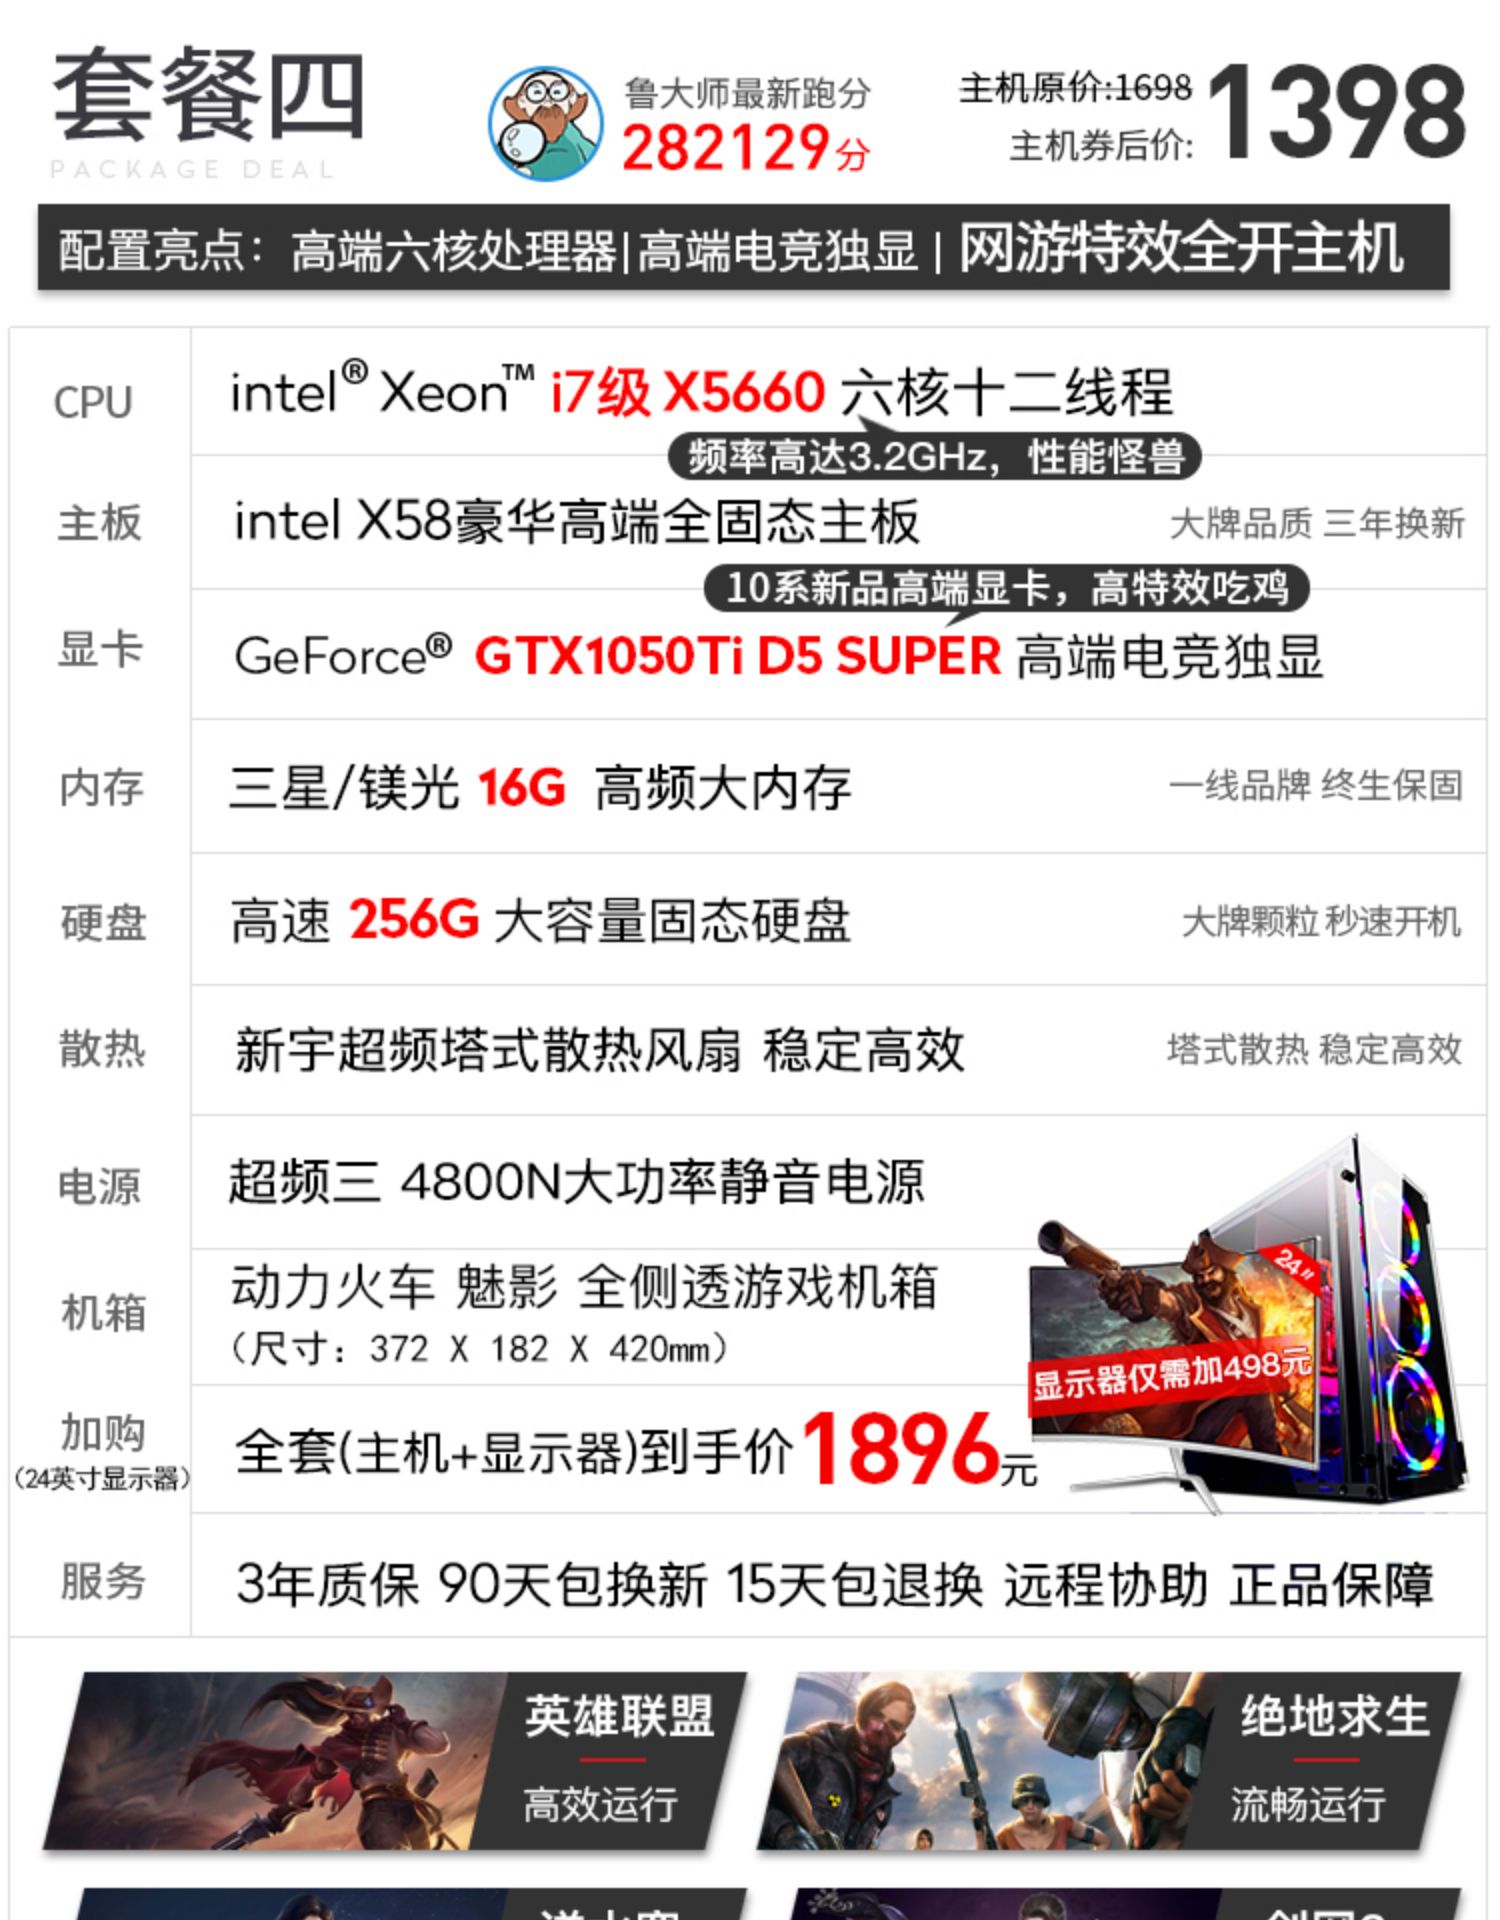 套餐四
PACKAGE DEAL
鲁大师最新跑分
282129分
主机原价:1698
主机券后价: 1398
配置亮点：高端六核处理器|高端电竞独显 | 网游特效全开主机
CPU
intel® Xeon™ i7级 X5660 六核十二线程
频率高达3.2GHz，性能怪兽
主板
intel X58豪华高端全固态主板
大牌品质 三年换新
10系新品高端显卡，高特效吃鸡
显卡
GeForce® GTX1050Ti D5 SUPER 高端电竞独显
内存
三星/镁光 16G 高频大内存
一线品牌 终生保固
硬盘
高速 256G 大容量固态硬盘
大牌颗粒 秒速开机
散热
新宇超频塔式散热风扇 稳定高效
塔式散热 稳定高效
电源
超频三 4800N大功率静音电源
机箱
动力火车 魅影 全侧透游戏机箱
（尺寸：372 X 182 X 420mm）
24吋
显示器仅需加498元
加购
（24英寸显示器）
全套(主机+显示器)到手价1896元
服务
3年质保 90天包换新 15天包退换 远程协助 正品保障
英雄联盟
高效运行
绝地求生
流畅运行